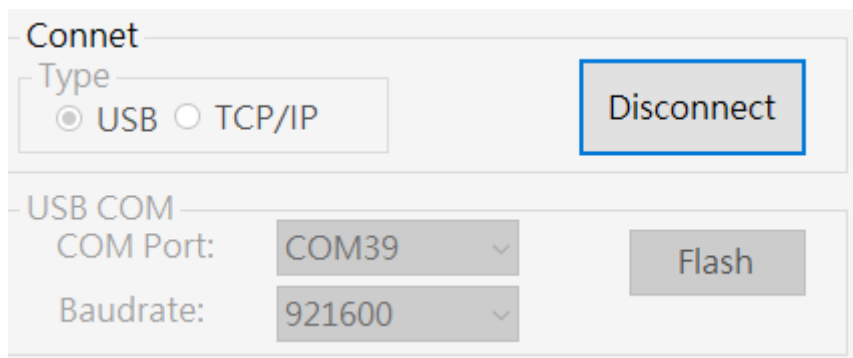 Connet
Type
USB TCP/IP
Disconnect
USB COM
COM Port: COM39
Flash
Baudrate: 921600